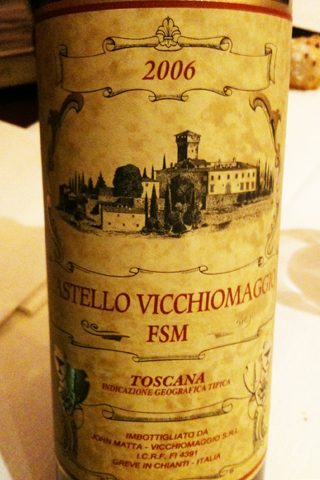 2006
ASTELLO VICCHIOMAGGIO
FSM
TOSCANA
INDICAZIONE GEOGRAFICA TIPICA
IMBOTTIGLIATO DA
JOHN MATTA - VICCHIOMAGGIO S.R.L.
I.C.R.F. FI 4391
GREVE IN CHIANTI - ITALIA